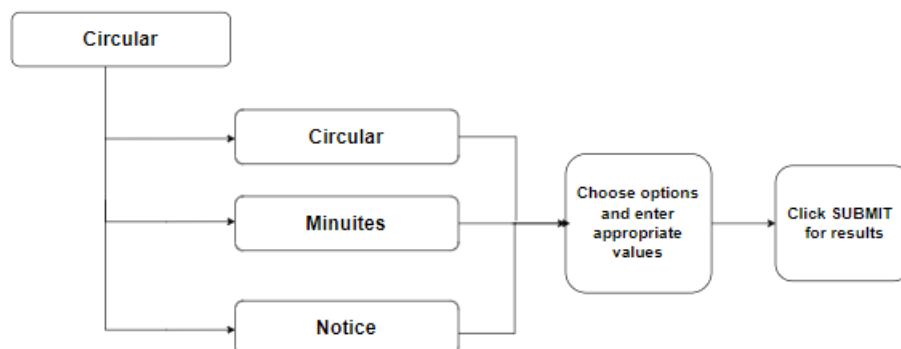 Circular
Circular
Minuites
Notice
Choose options
and enter
appropriate
values
Click SUBMIT
for results